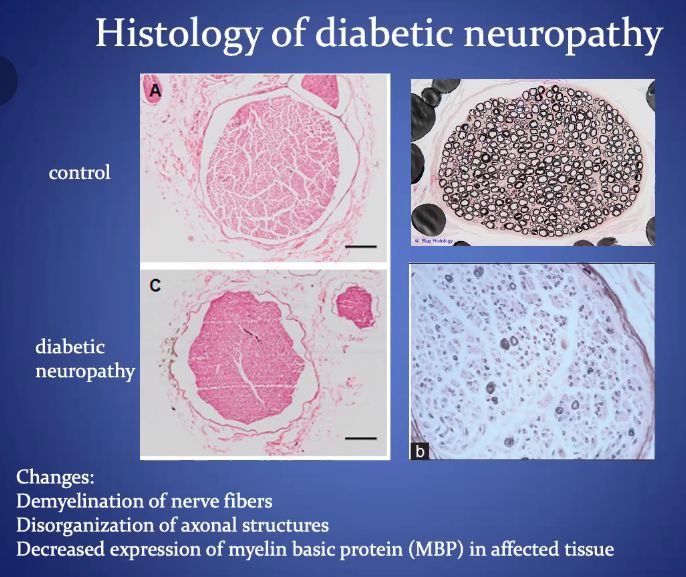 Histology of diabetic neuropathy
A
control
© Blue Histology
C
diabetic
neuropathy
b
Changes:
Demyelination of nerve fibers
Disorganization of axonal structures
Decreased expression of myelin basic protein (MBP) in affected tissue